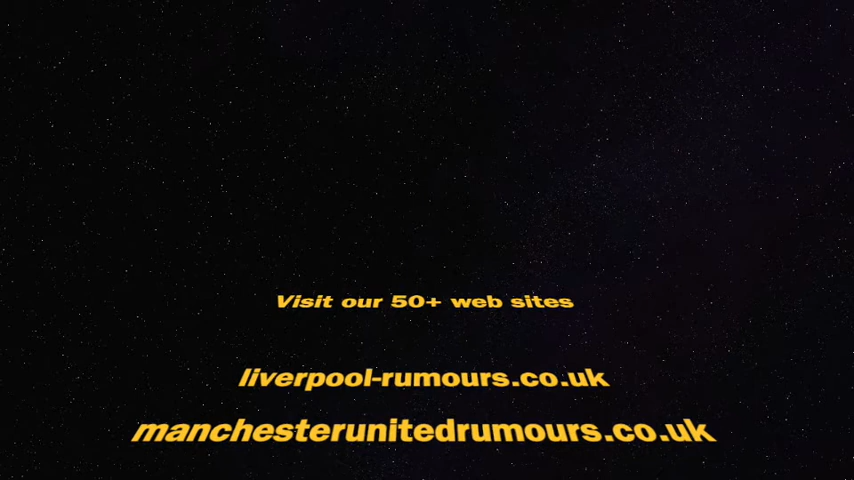 Visit our 50+ web sites
liverpool-rumours.co.uk
manchesterunitedrumours.co.uk